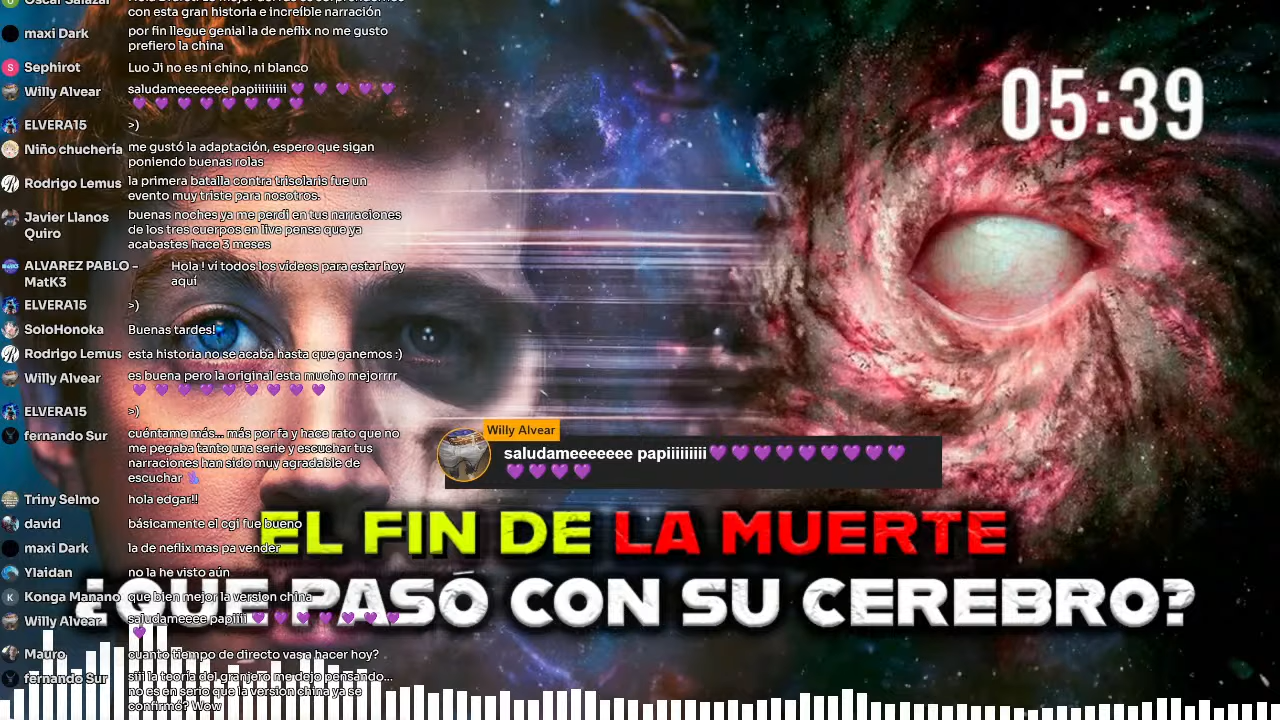 Oscar Salazar
con esta gran historia e increíble narración
maxi Dark
por fin llegue genial la de neflix no me gusto
prefiero la china
Sephirot
Luo Ji no es ni chino, ni blanco
Willy Alvear
saludameeeeeee papiiiiiiiii 💜 💜 💜 💜 💜
💜 💜 💜 💜 💜 💜 💜 💜
ELVERA15
>)
Niño chuchería
me gustó la adaptación, espero que sigan
poniendo buenas rolas
Rodrigo Lemus
la primera batalla contra trisolaris fue un
evento muy triste para nosotros.
Javier Llanos
Quiro
buenas noches ya me perdí en tus narraciones
de los tres cuerpos en live pense que ya
acabastes hace 3 meses
ALVAREZ PABLO -
MatK3
Hola ! ví todos los videos para estar hoy
aquí
ELVERA15
>)
SoloHonoka
Buenas tardes!
Rodrigo Lemus
esta historia no se acaba hasta que ganemos :)
Willy Alvear
es buena pero la original esta mucho mejorrrr
💜 💜 💜 💜 💜 💜 💜 💜 💜
ELVERA15
>)
fernando Sur
cuéntame más... más por fa y hace rato que no
me pegaba tanto una serie y escuchar tus
narraciones han sido muy agradable de
escuchar
Triny Selmo
hola edgar!!
david
básicamente el cgi fue bueno
maxi Dark
la de neflix mas pa vender
Ylaidan
no la he visto aún
Konga Manano
que bien mejor la version china
Willy Alvear
saludameeee papiiii 💜 💜 💜 💜 💜 💜 💜
💜
Mauro
cuanto tiempo de directo vas a hacer hoy?
fernando Sur
siii la teoría del granjero me dejo pensando...
no es en serio que la version china ya se
confirmó? Wow
05:39
Willy Alvear
saludameeeeeee papiiiiiiiii💜💜💜💜💜💜💜💜💜
💜💜💜💜
EL FIN DE LA MUERTE
¿QUE PASÓ CON SU CEREBRO?